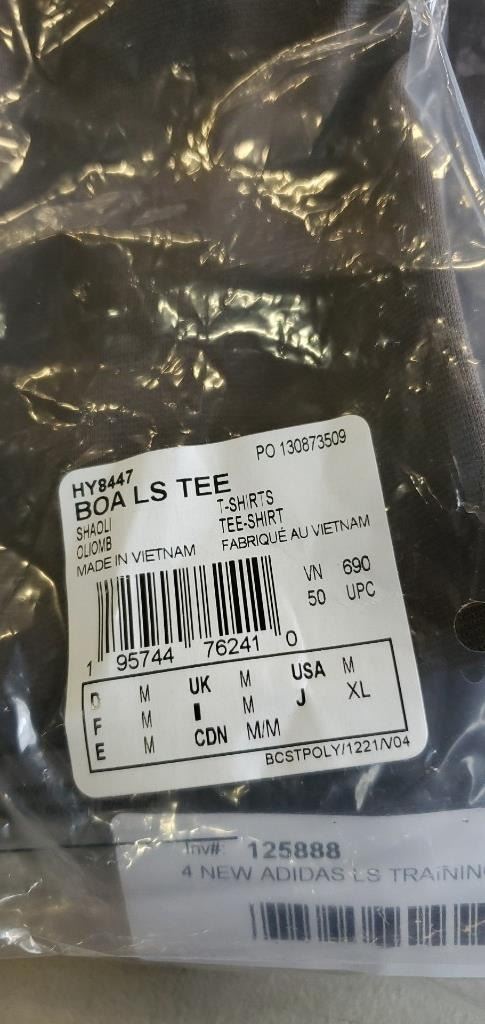 PO 130873509
HY8447
BOA LS TEE
SHAOLI T-SHIRTS
OLIOMB TEE-SHIRT
MADE IN VIETNAM FABRIQUÉ AU VIETNAM
VN 690
50 UPC
1 95744 76241 0
D M UK M USA M
F M I M J XL
E M CDN M/M
BCSTPOLY/1221/V04
Inv#: 125888
4 NEW ADIDAS LS